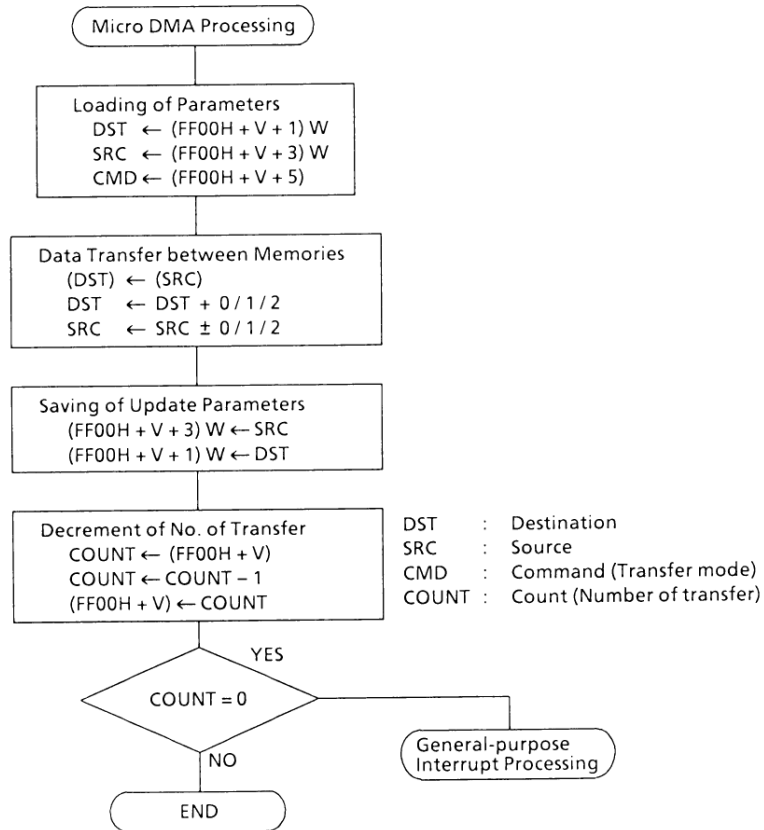 Micro DMA Processing
Loading of Parameters
DST ← (FF00H + V + 1) W
SRC ← (FF00H + V + 3) W
CMD ← (FF00H + V + 5)
Data Transfer between Memories
(DST) ← (SRC)
DST ← DST + 0 / 1 / 2
SRC ← SRC ± 0 / 1 / 2
Saving of Update Parameters
(FF00H + V + 3) W ← SRC
(FF00H + V + 1) W ← DST
Decrement of No. of Transfer
COUNT ← (FF00H + V)
COUNT ← COUNT – 1
(FF00H + V) ← COUNT
DST : Destination
SRC : Source
CMD : Command (Transfer mode)
COUNT : Count (Number of transfer)
YES
COUNT = 0
NO
General-purpose
Interrupt Processing
END